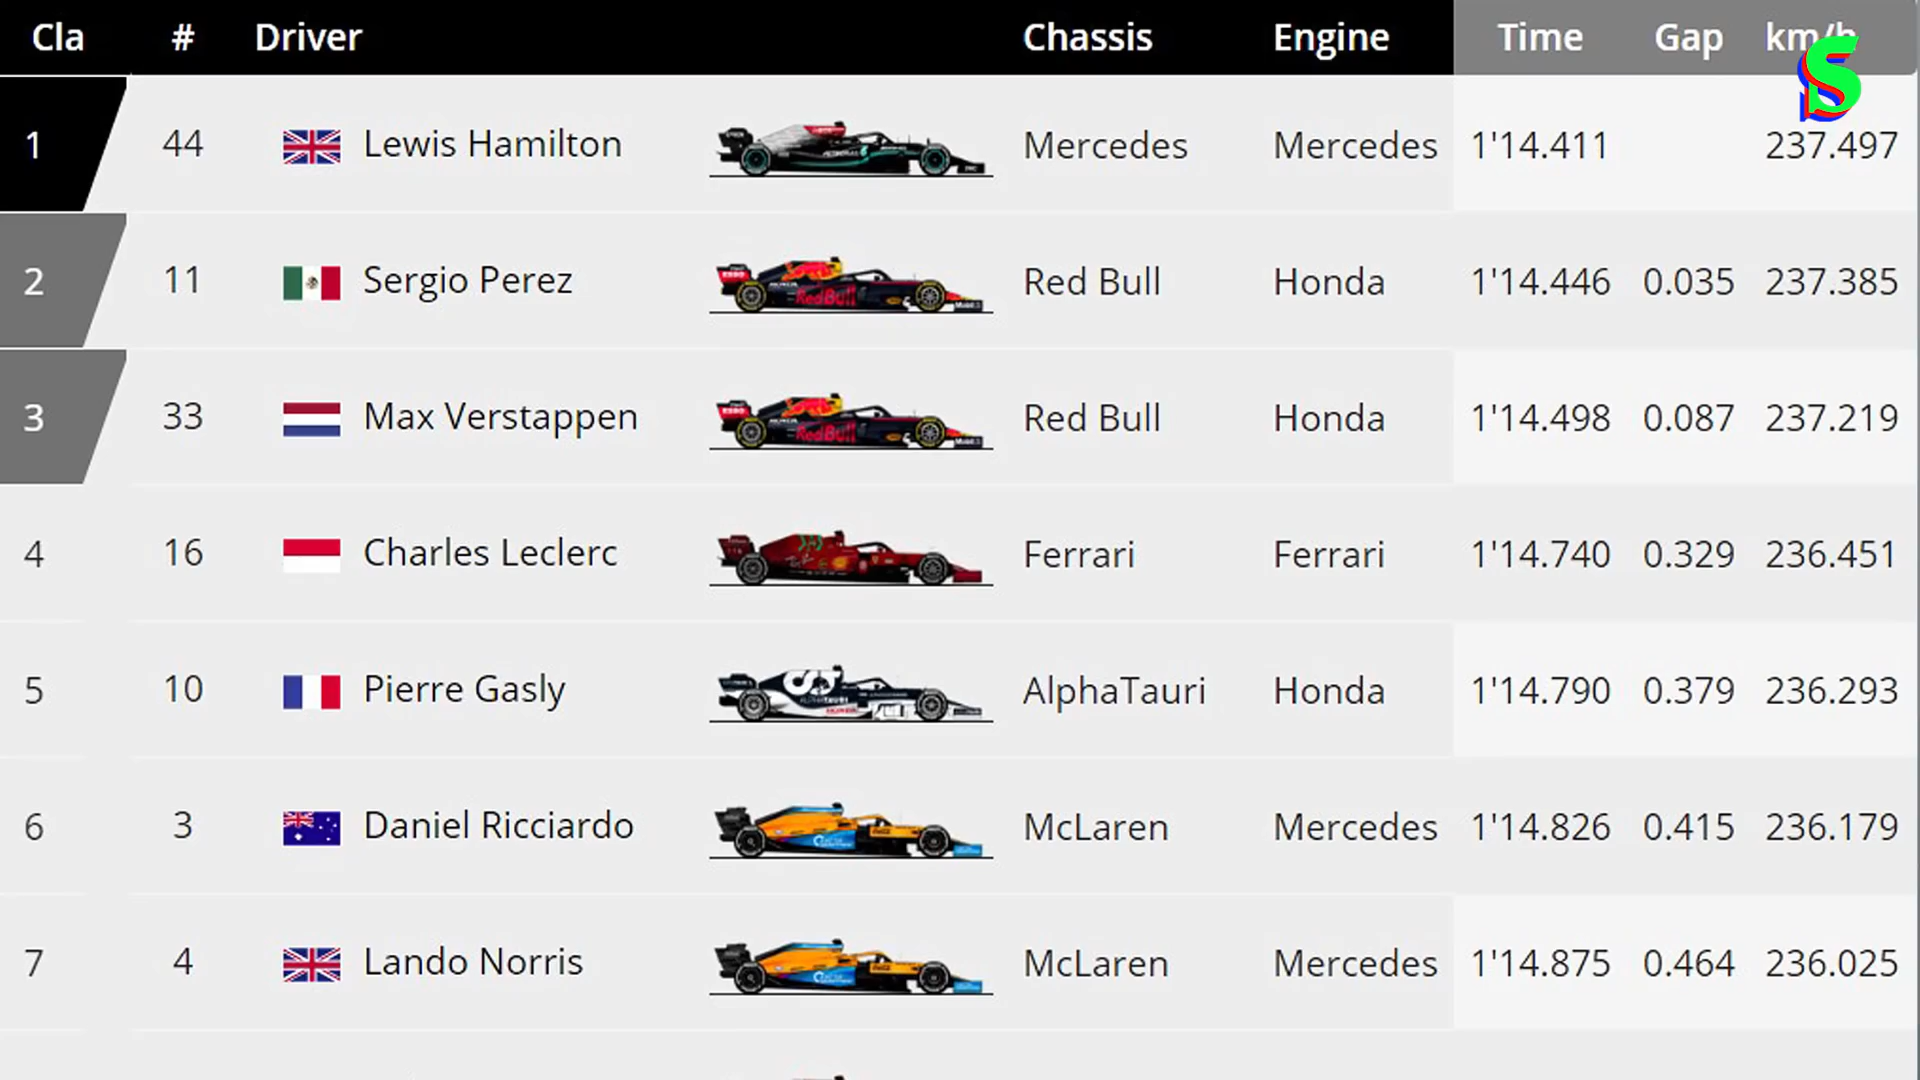 Cla # Driver Chassis Engine Time Gap km/h
1 44 Lewis Hamilton Mercedes Mercedes 1'14.411 237.497
2 11 Sergio Perez Red Bull Honda 1'14.446 0.035 237.385
3 33 Max Verstappen Red Bull Honda 1'14.498 0.087 237.219
4 16 Charles Leclerc Ferrari Ferrari 1'14.740 0.329 236.451
5 10 Pierre Gasly AlphaTauri Honda 1'14.790 0.379 236.293
6 3 Daniel Ricciardo McLaren Mercedes 1'14.826 0.415 236.179
7 4 Lando Norris McLaren Mercedes 1'14.875 0.464 236.025